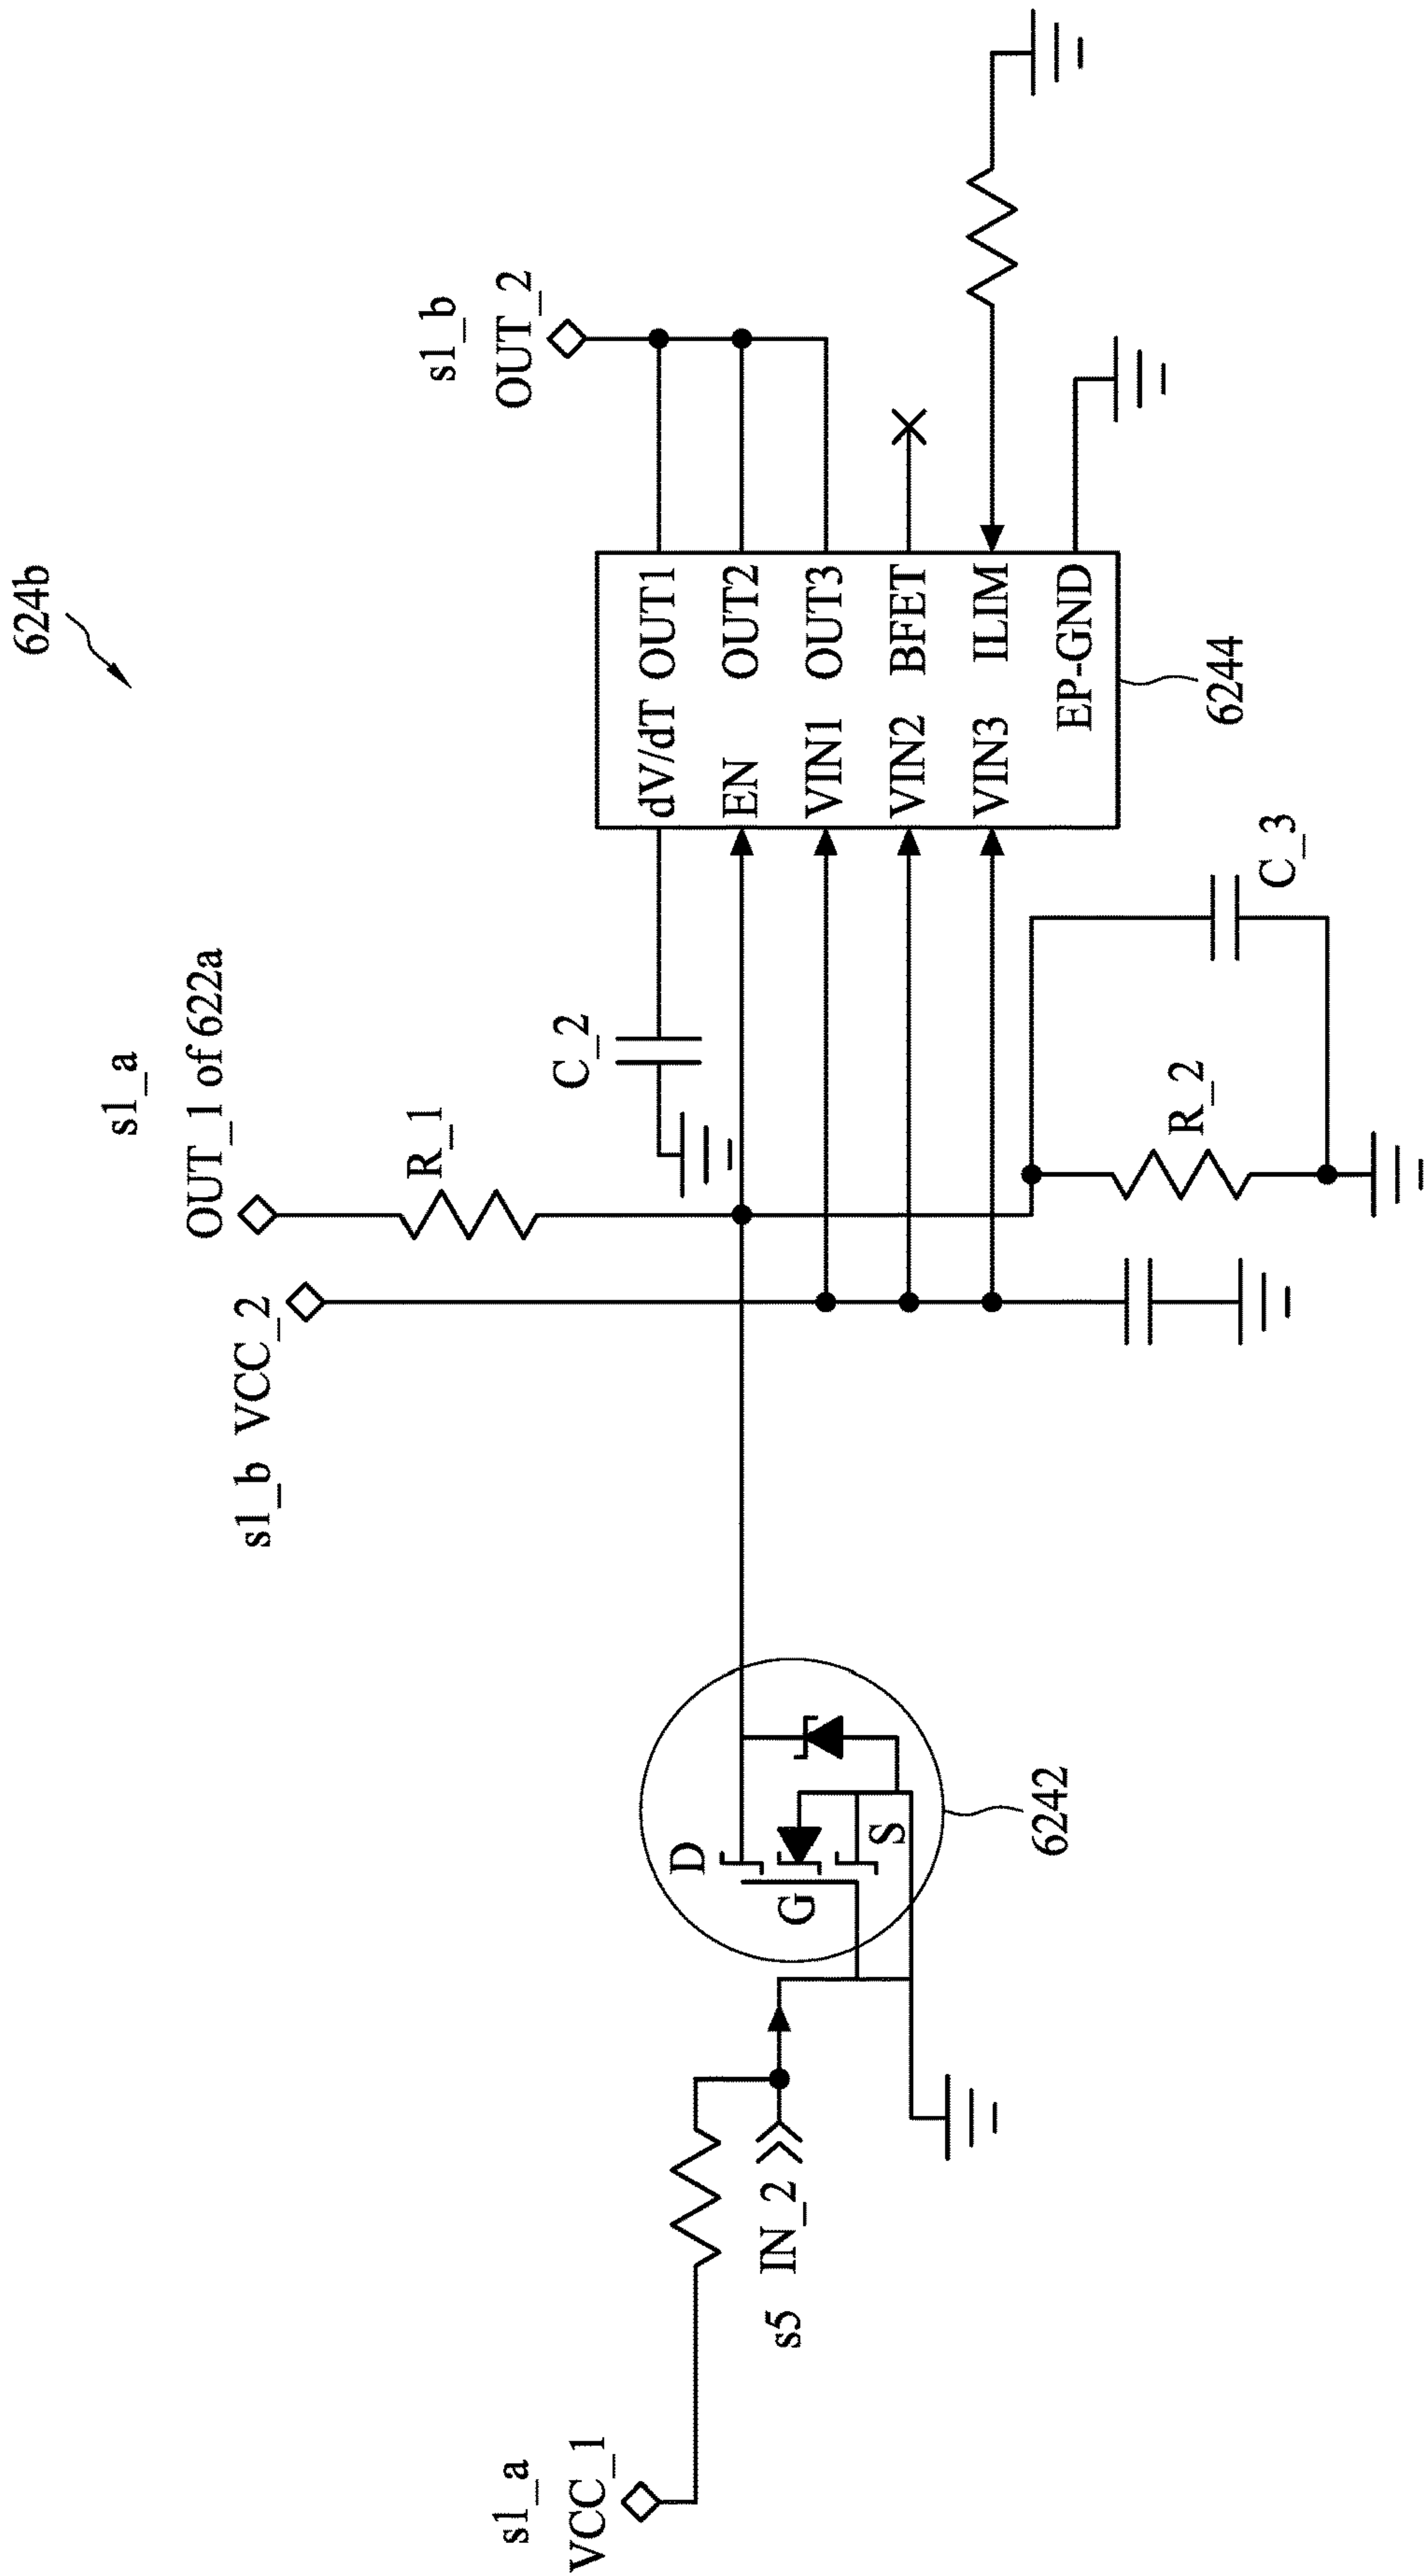 624b
s1_a
OUT_1 of 622a
s1_b
OUT_2
s1_b VCC_2
R_1
C_2
dV/dT OUT1
EN OUT2
VIN1 OUT3
VIN2 BFET
VIN3 ILIM
EP-GND
6244
s1_a
VCC_1
s5 IN_2
D
G
S
6242
R_2
C_3